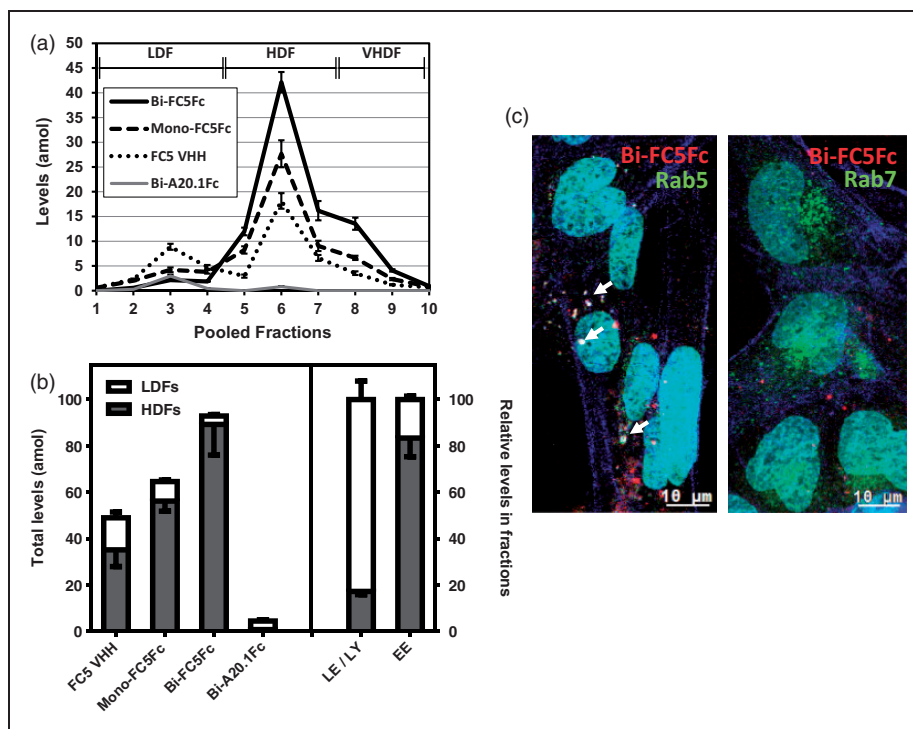 (a)
50
45
40
35
30
25
20
15
10
5
0
Levels (amol)
LDF HDF VHDF
Bi-FC5Fc
Mono-FC5Fc
FC5 VHH
Bi-A20.1Fc
1 2 3 4 5 6 7 8 9 10
Pooled Fractions
(b)
LDFs
HDFs
100
80
60
40
20
0
Total levels (amol)
100
80
60
40
20
0
Relative levels in fractions
FC5 VHH
Mono-FC5Fc
Bi-FC5Fc
Bi-A20.1Fc
LE / LY
EE
(c)
Bi-FC5Fc
Rab5
10 µm
Bi-FC5Fc
Rab7
10 µm